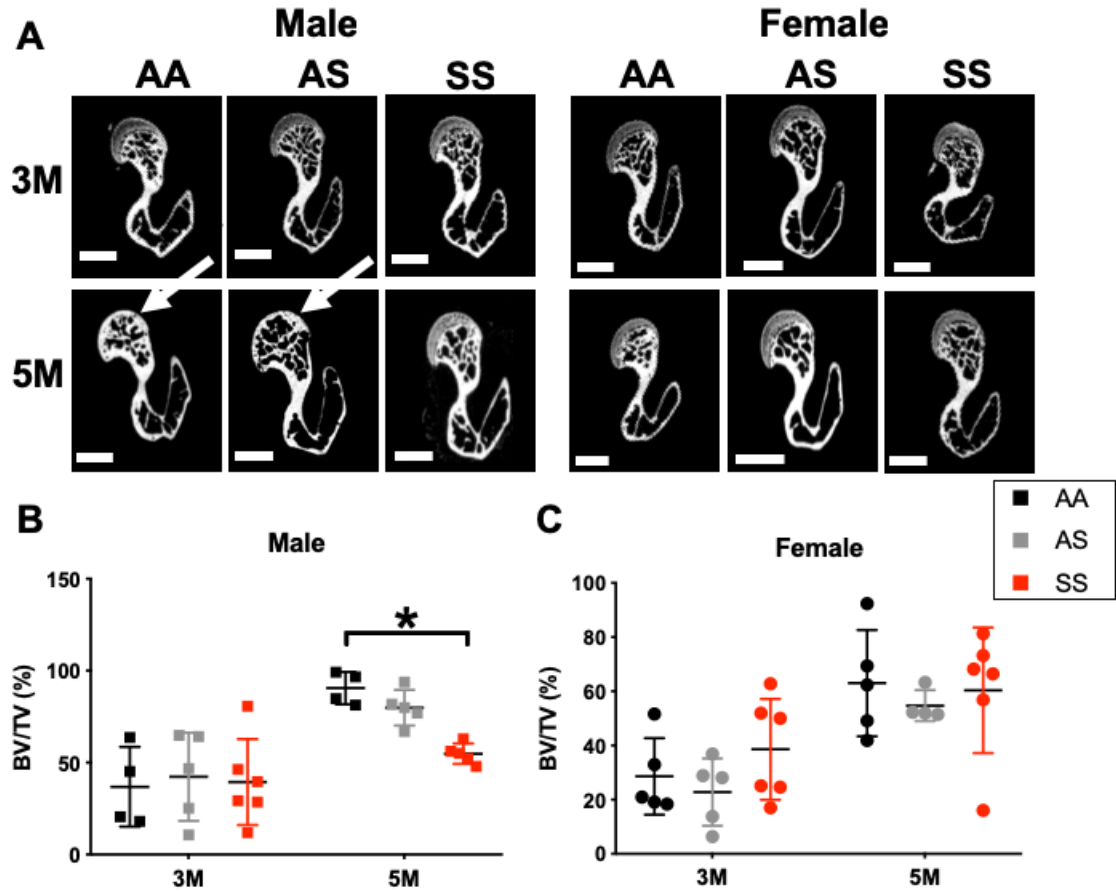 A
Male
Female
AA AS SS AA AS SS
3M
5M
B
C
AA
AS
SS
Male
Female
150
100
50
0
BV/TV (%)
*
3M 5M
100
80
60
40
20
0
BV/TV (%)
3M 5M